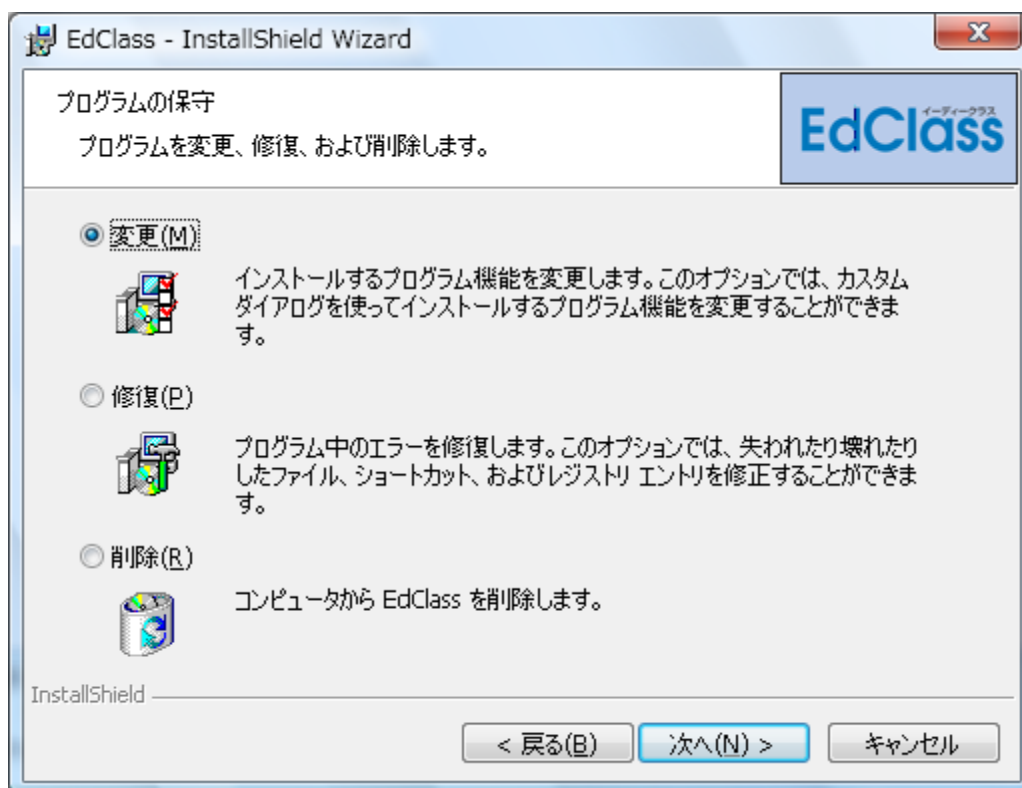 EdClass - InstallShield Wizard
プログラムの保守
プログラムを変更、修復、および削除します。
イーディークラス
EdClass
変更(M)
インストールするプログラム機能を変更します。このオプションでは、カスタム
ダイアログを使ってインストールするプログラム機能を変更することができま
す。
修復(P)
プログラム中のエラーを修復します。このオプションでは、失われたり壊れたり
したファイル、ショートカット、およびレジストリ エントリを修正することができま
す。
削除(R)
コンピュータから EdClass を削除します。
InstallShield
< 戻る(B)
次へ(N) >
キャンセル